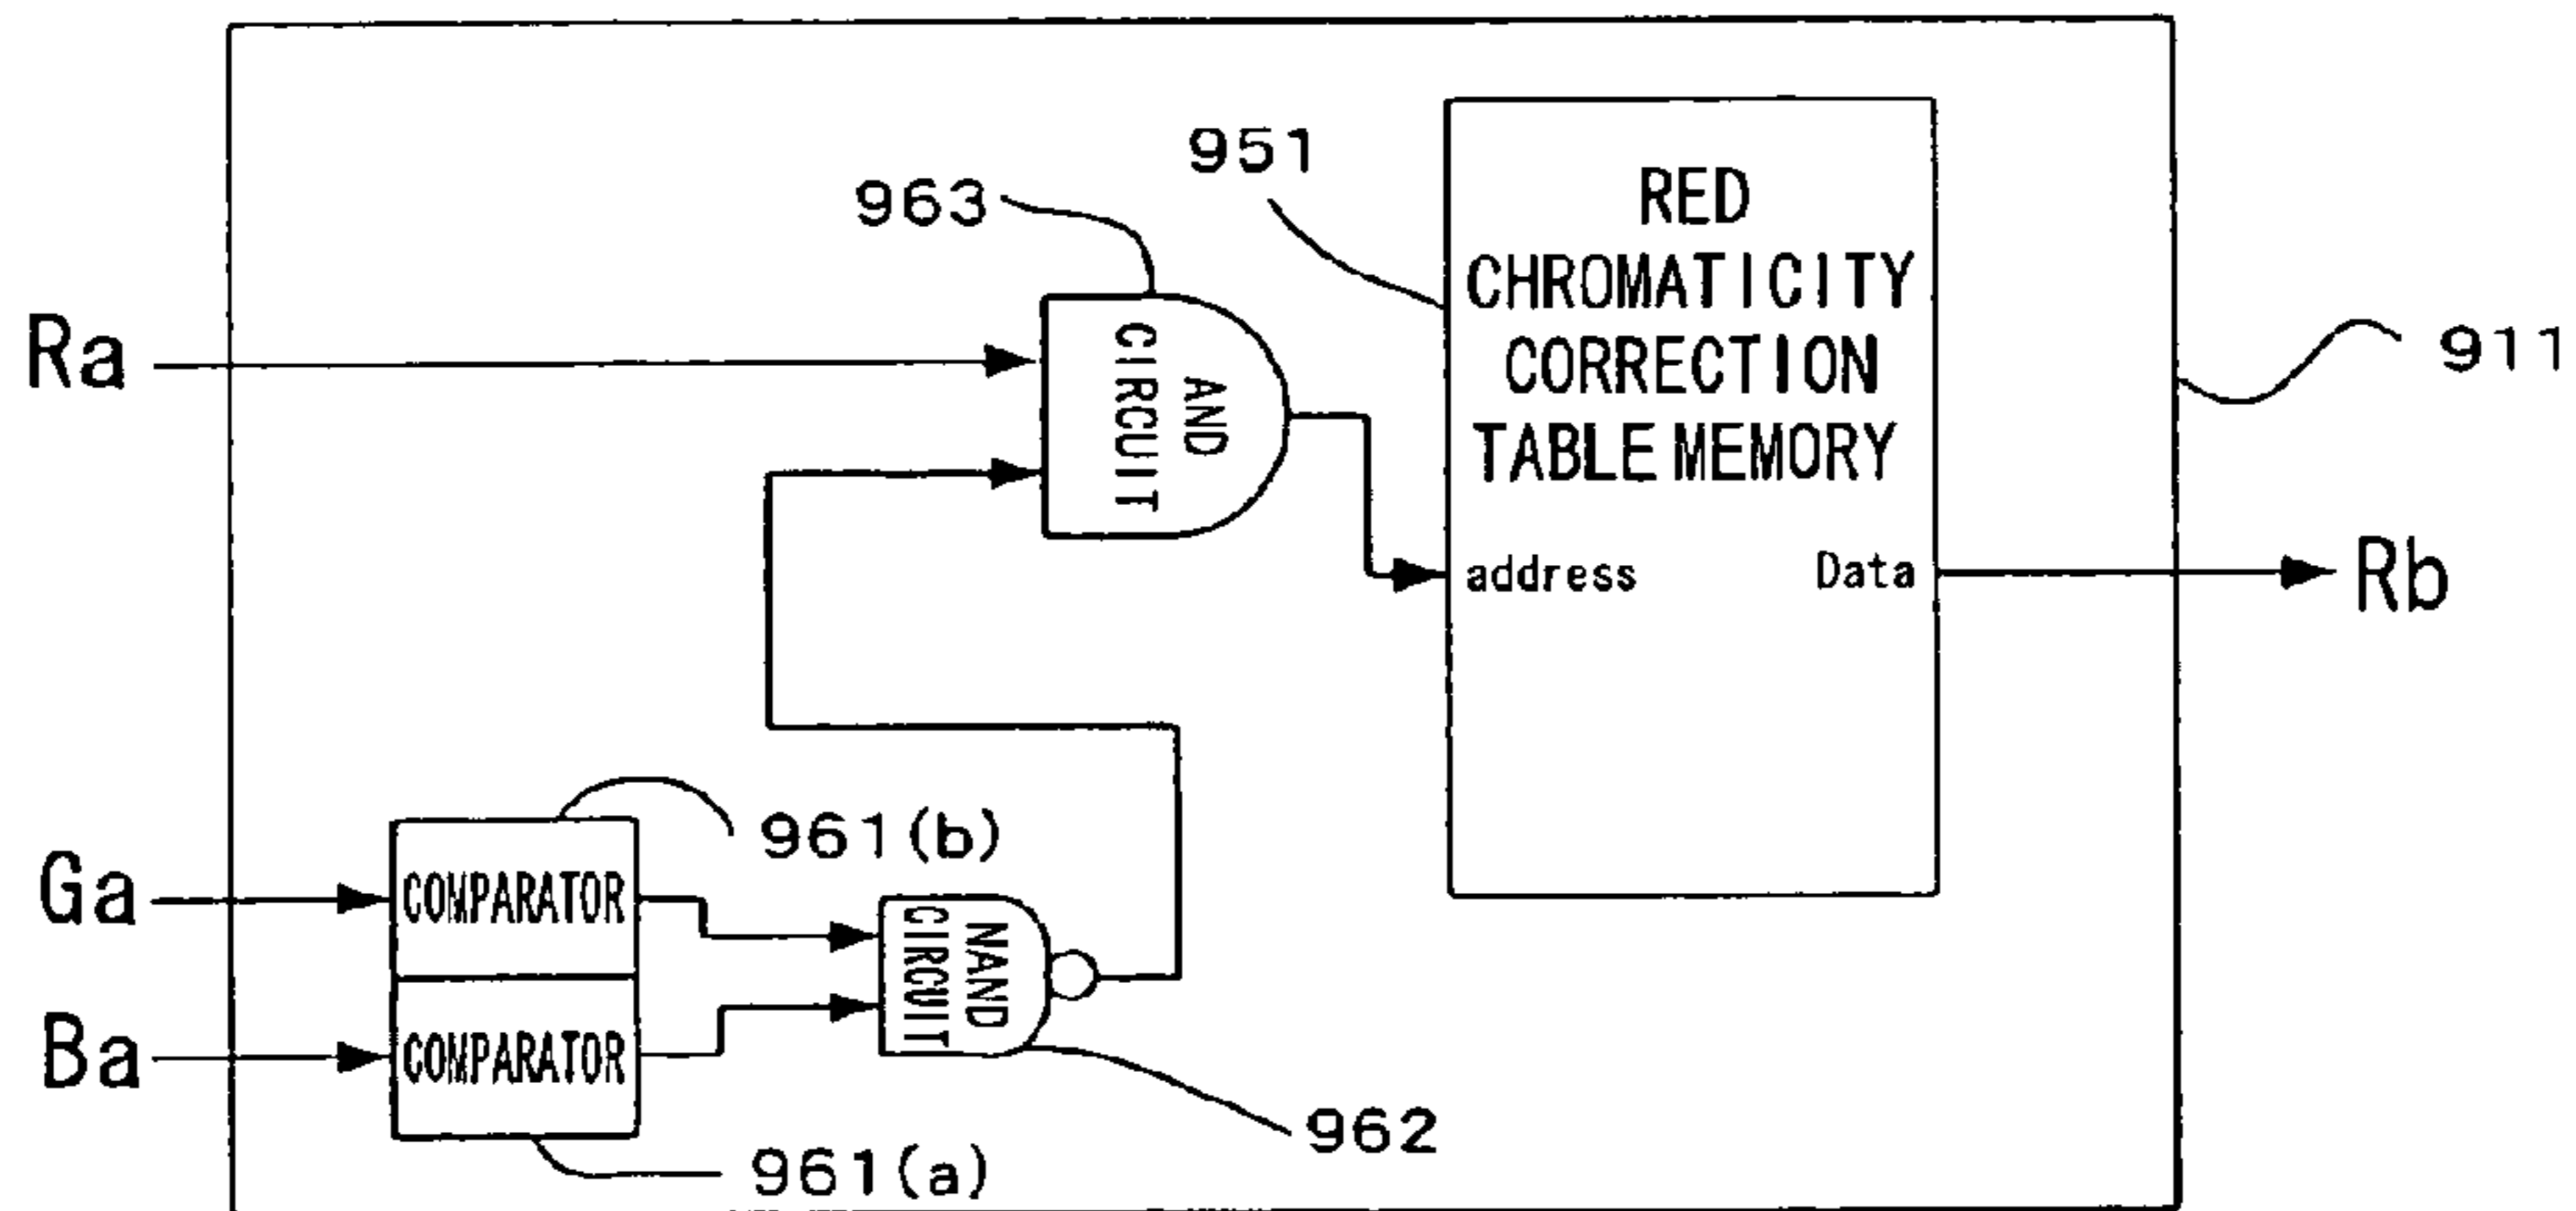 951
963
RED
CHROMATICITY
CORRECTION
TABLE MEMORY
911
Ra
AND
CIRCUIT
address
Data
Rb
961(b)
Ga
COMPARATOR
NAND
CIRCUIT
Ba
COMPARATOR
962
961(a)